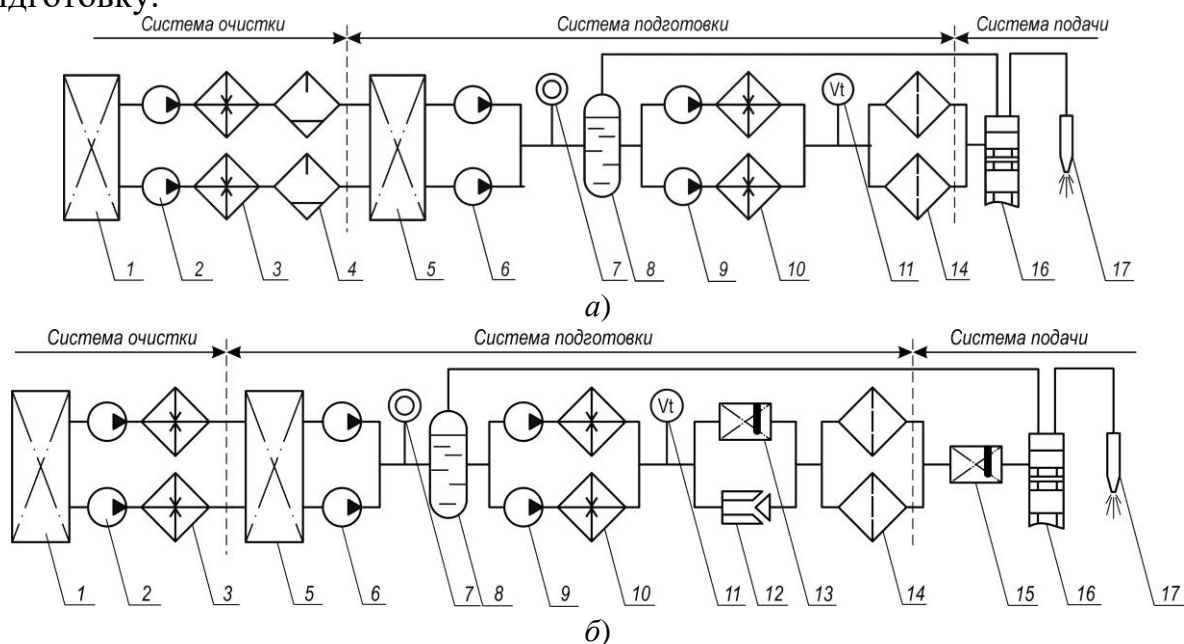 дготовку.
Система очистки Система подготовки Система подачи
Vt
1 2 3 4 5 6 7 8 9 10 11 14 16 17
а)
Система очистки Система подготовки Система подачи
Vt
1 2 3 5 6 7 8 9 10 11 12 13 14 15 16 17
б)